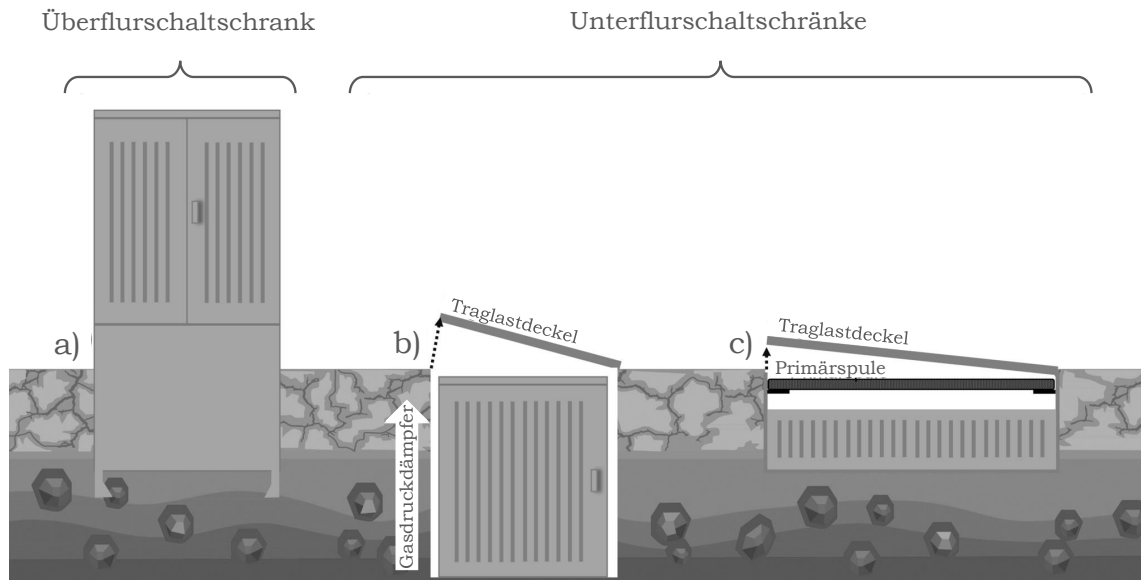 Überflurschaltschrank
Unterflurschaltschränke
a)
b)
Traglastdeckel
Gasdruckdämpfer
c)
Traglastdeckel
Primärspule